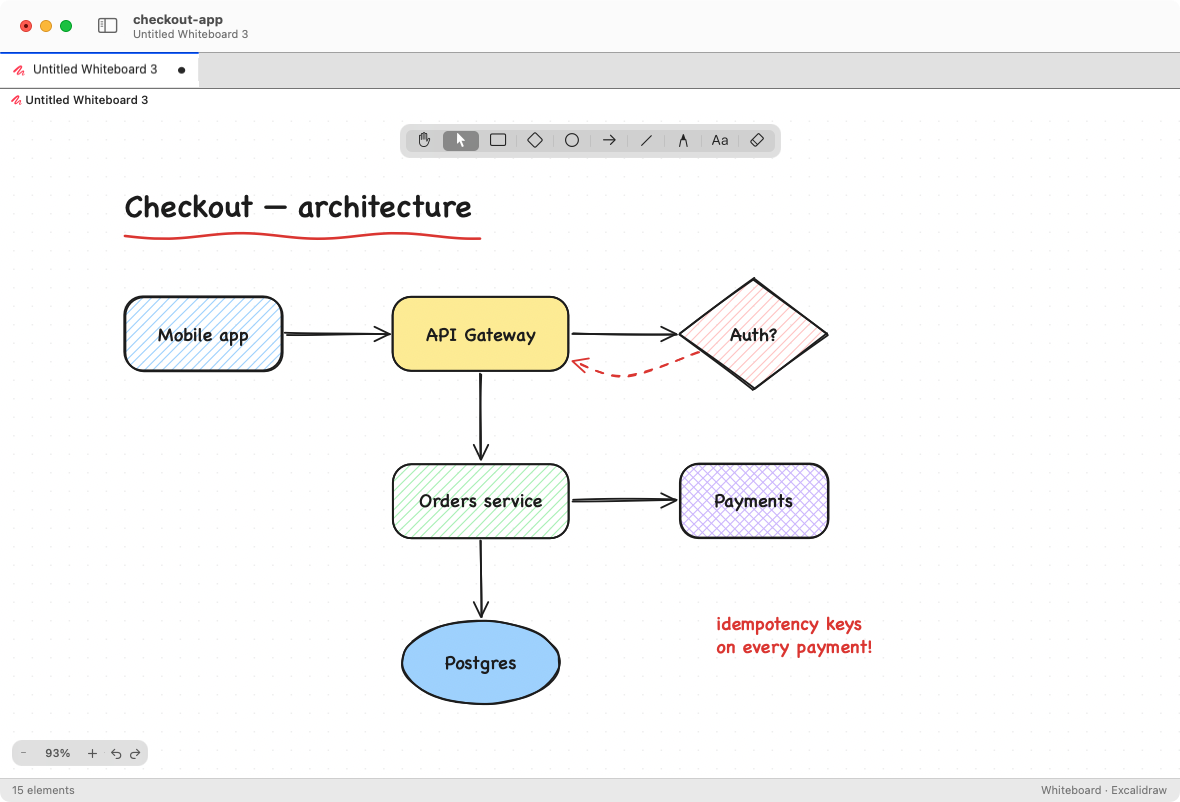 checkout-app
Untitled Whiteboard 3
Untitled Whiteboard 3
Untitled Whiteboard 3
Aa
Checkout — architecture
Mobile app
API Gateway
Auth?
Orders service
Payments
idempotency keys
on every payment!
Postgres
- 93% +
15 elements
Whiteboard · Excalidraw